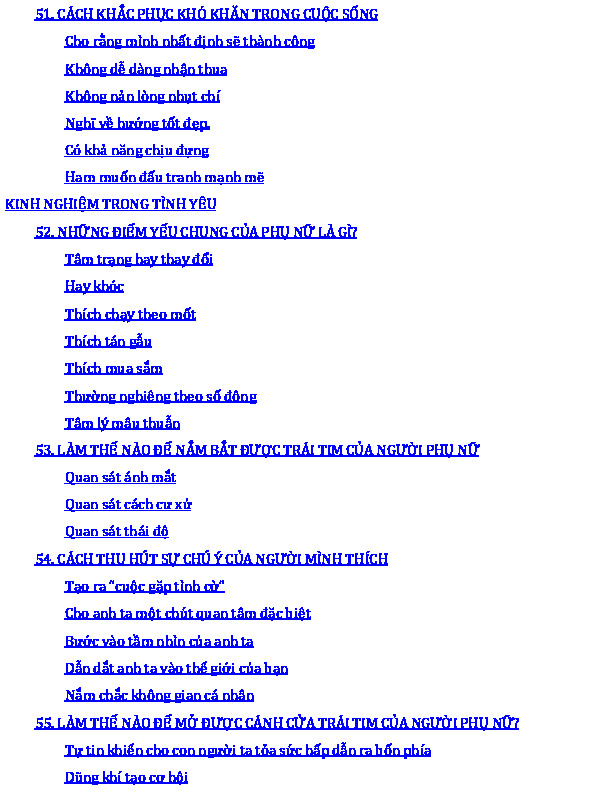 51. CÁCH KHẮC PHỤC KHÓ KHĂN TRONG CUỘC SỐNG
Cho rằng mình nhất định sẽ thành công
Không dễ dàng nhận thua
Không nản lòng nhụt chí
Nghĩ về hướng tốt đẹp.
Có khả năng chịu đựng
Ham muốn đấu tranh mạnh mẽ
KINH NGHIỆM TRONG TÌNH YÊU
52. NHỮNG ĐIỂM YẾU CHUNG CỦA PHỤ NỮ LÀ GÌ?
Tâm trạng hay thay đổi
Hay khóc
Thích chạy theo mốt
Thích tán gẫu
Thích mua sắm
Thường nghiêng theo số đông
Tâm lý mâu thuẫn
53. LÀM THẾ NÀO ĐỂ NẮM BẮT ĐƯỢC TRÁI TIM CỦA NGƯỜI PHỤ NỮ
Quan sát ánh mắt
Quan sát cách cư xử
Quan sát thái độ
54. CÁCH THU HÚT SỰ CHÚ Ý CỦA NGƯỜI MÌNH THÍCH
Tạo ra “cuộc gặp tình cờ”
Cho anh ta một chút quan tâm đặc biệt
Bước vào tầm nhìn của anh ta
Dẫn dắt anh ta vào thế giới của bạn
Nắm chắc không gian cá nhân
55. LÀM THẾ NÀO ĐỂ MỞ ĐƯỢC CÁNH CỬA TRÁI TIM CỦA NGƯỜI PHỤ NỮ?
Tự tin khiến cho con người ta tỏa sức hấp dẫn ra bốn phía
Dũng khí tạo cơ hội